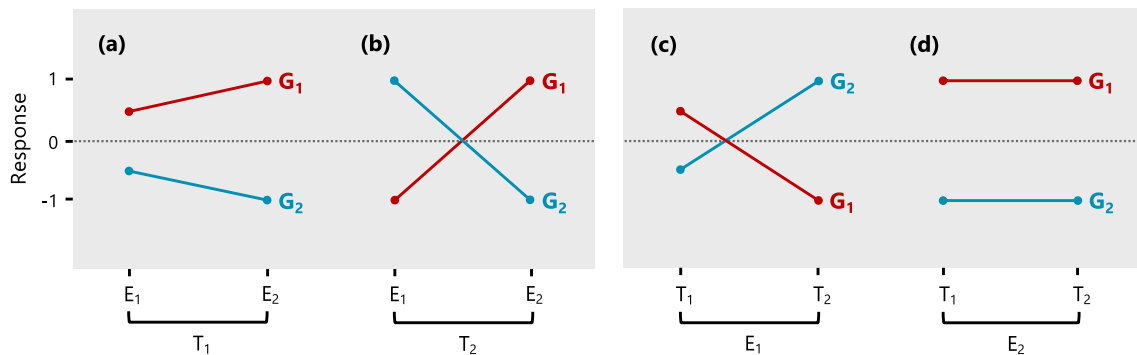 (a) (b) (c) (d)
Response
1
0
-1
G₁
G₂
G₁
G₂
G₂
G₁
G₁
G₂
E₁ E₂ E₁ E₂ T₁ T₂ T₁ T₂
T₁ T₂ E₁ E₂